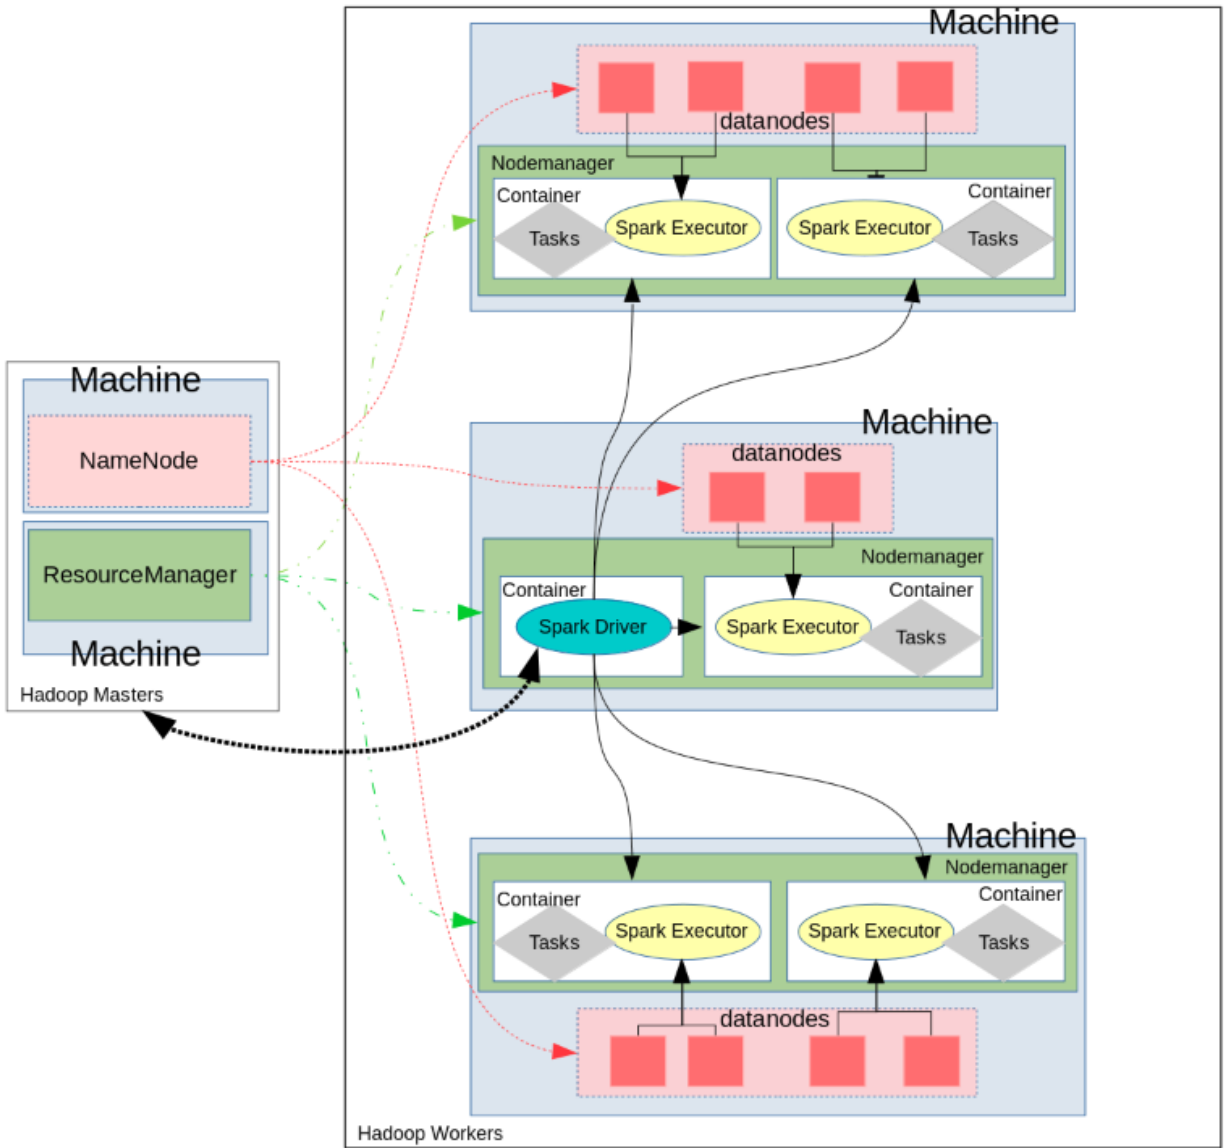 Machine
NameNode
ResourceManager
Machine
Hadoop Masters
Machine
datanodes
Nodemanager
Container
Tasks
Spark Executor
Container
Spark Executor
Tasks
Machine
datanodes
Nodemanager
Container
Spark Driver
Container
Spark Executor
Tasks
Machine
Nodemanager
Container
Tasks
Spark Executor
Container
Spark Executor
Tasks
datanodes
Hadoop Workers